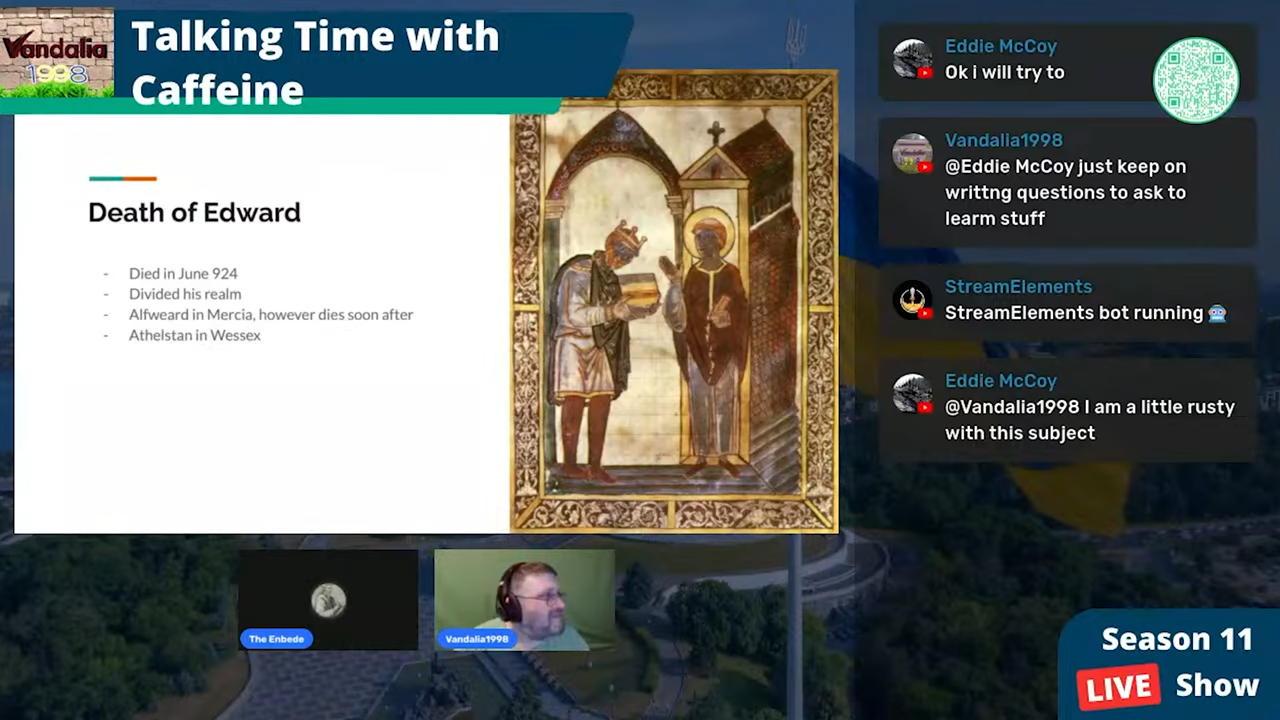 Vandalia
1998
Talking Time with
Caffeine
Death of Edward
- Died in June 924
- Divided his realm
- Alfweard in Mercia, however dies soon after
- Athelstan in Wessex
Eddie McCoy
Ok i will try to
Vandalia1998
@Eddie McCoy just keep on
writtng questions to ask to
learm stuff
StreamElements
StreamElements bot running 🤖
Eddie McCoy
@Vandalia1998 I am a little rusty
with this subject
The Enbede
Vandalia1998
Season 11
LIVE Show